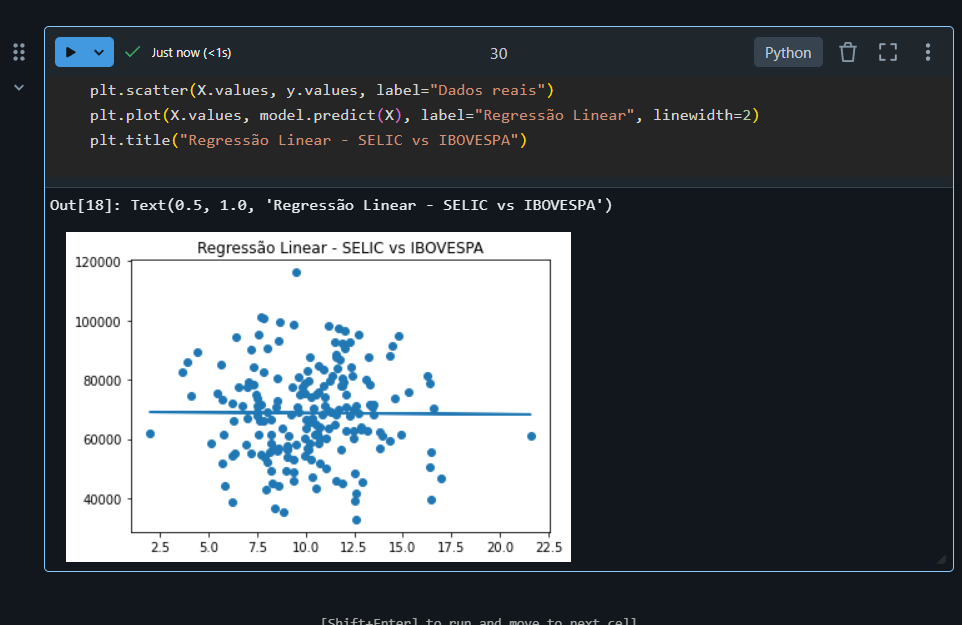 Just now (<1s)
30
Python
plt.scatter(X.values, y.values, label="Dados reais")
plt.plot(X.values, model.predict(X), label="Regressão Linear", linewidth=2)
plt.title("Regressão Linear - SELIC vs IBOVESPA")
Out[18]: Text(0.5, 1.0, 'Regressão Linear - SELIC vs IBOVESPA')
Regressão Linear - SELIC vs IBOVESPA
120000
100000
80000
60000
40000
2.5 5.0 7.5 10.0 12.5 15.0 17.5 20.0 22.5
[Shift+Enter] to run and move to next cell